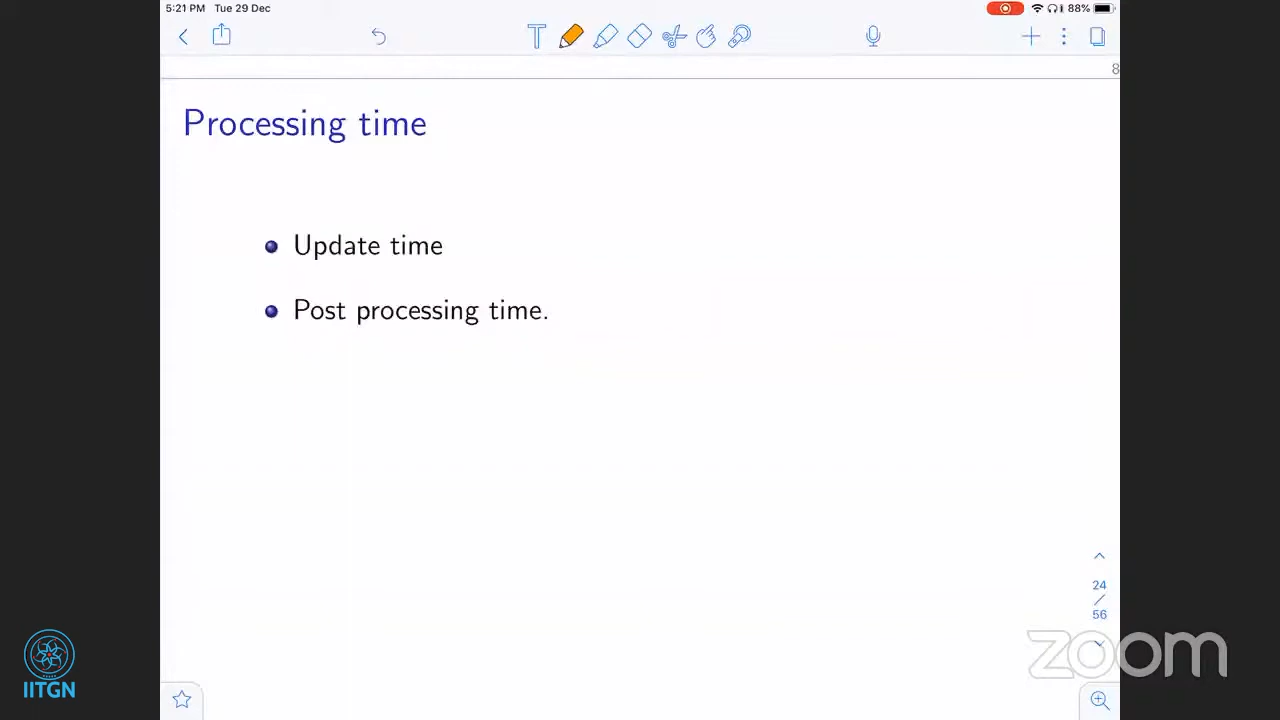 5:21 PM Tue 29 Dec
88%
8
Processing time
Update time
Post processing time.
24
56
IITGN
zoom